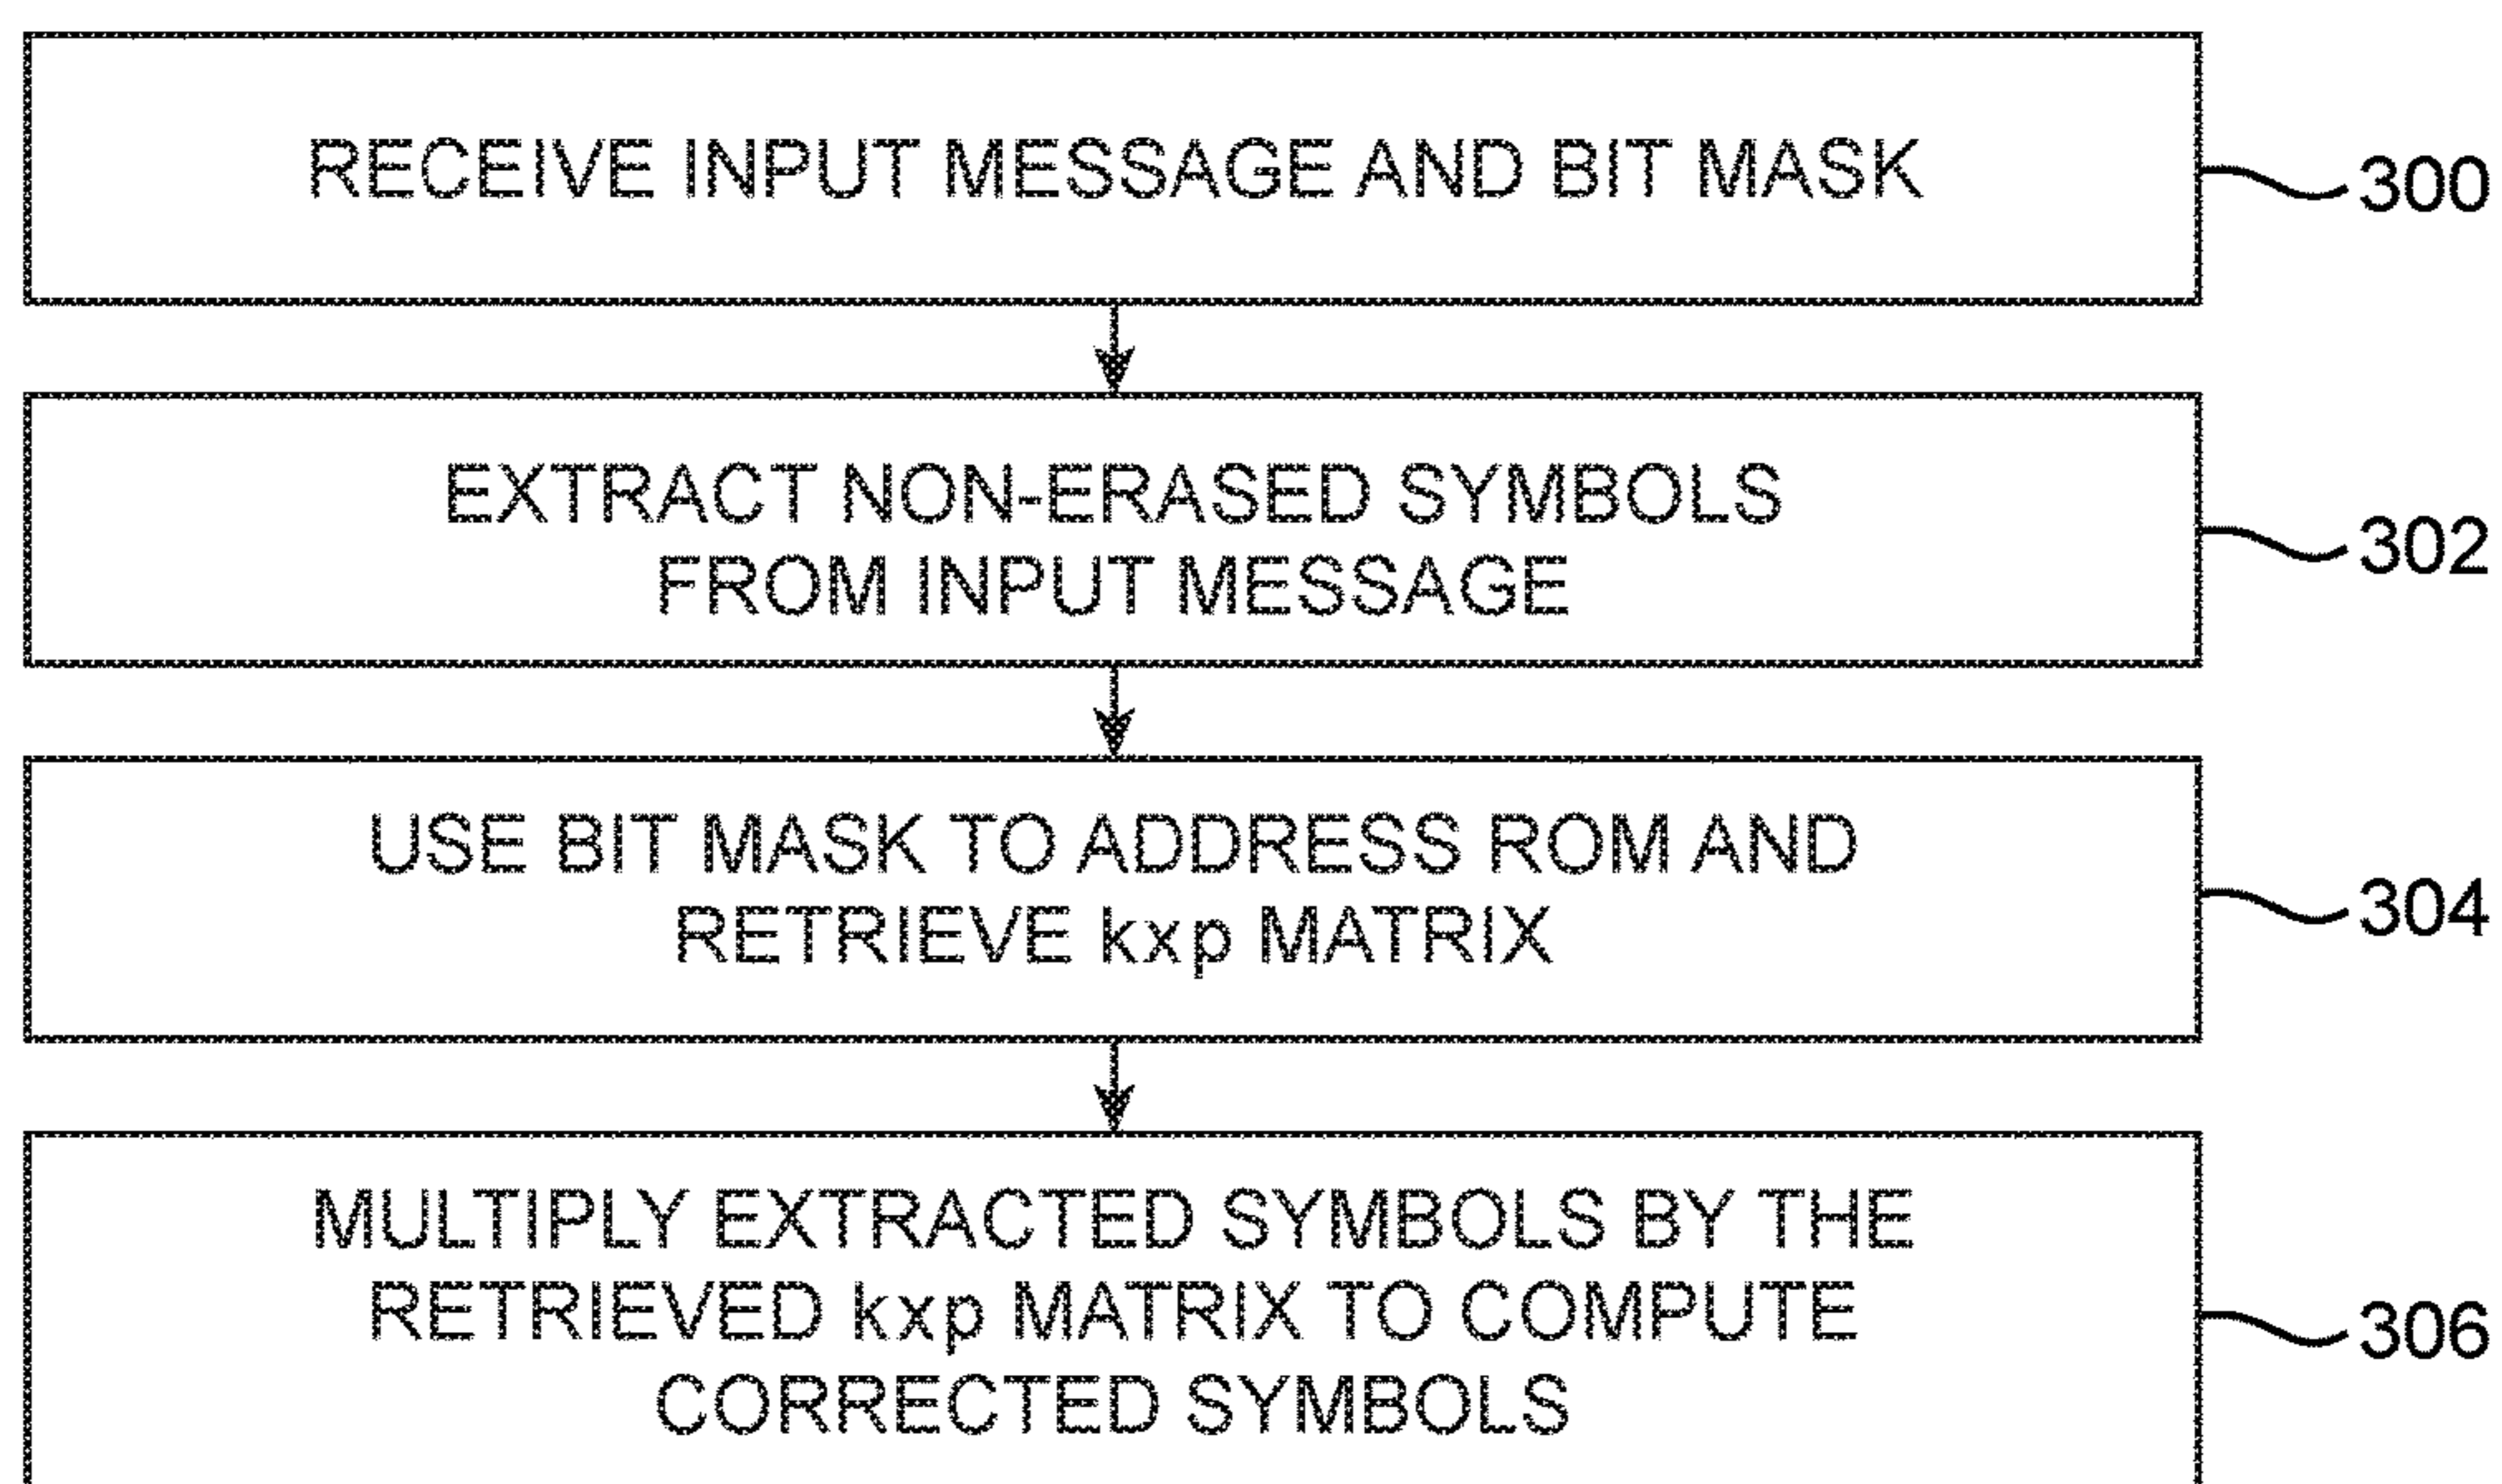 RECEIVE INPUT MESSAGE AND BIT MASK
300
EXTRACT NON-ERASED SYMBOLS
FROM INPUT MESSAGE
302
USE BIT MASK TO ADDRESS ROM AND
RETRIEVE kxp MATRIX
304
MULTIPLY EXTRACTED SYMBOLS BY THE
RETRIEVED kxp MATRIX TO COMPUTE
CORRECTED SYMBOLS
306